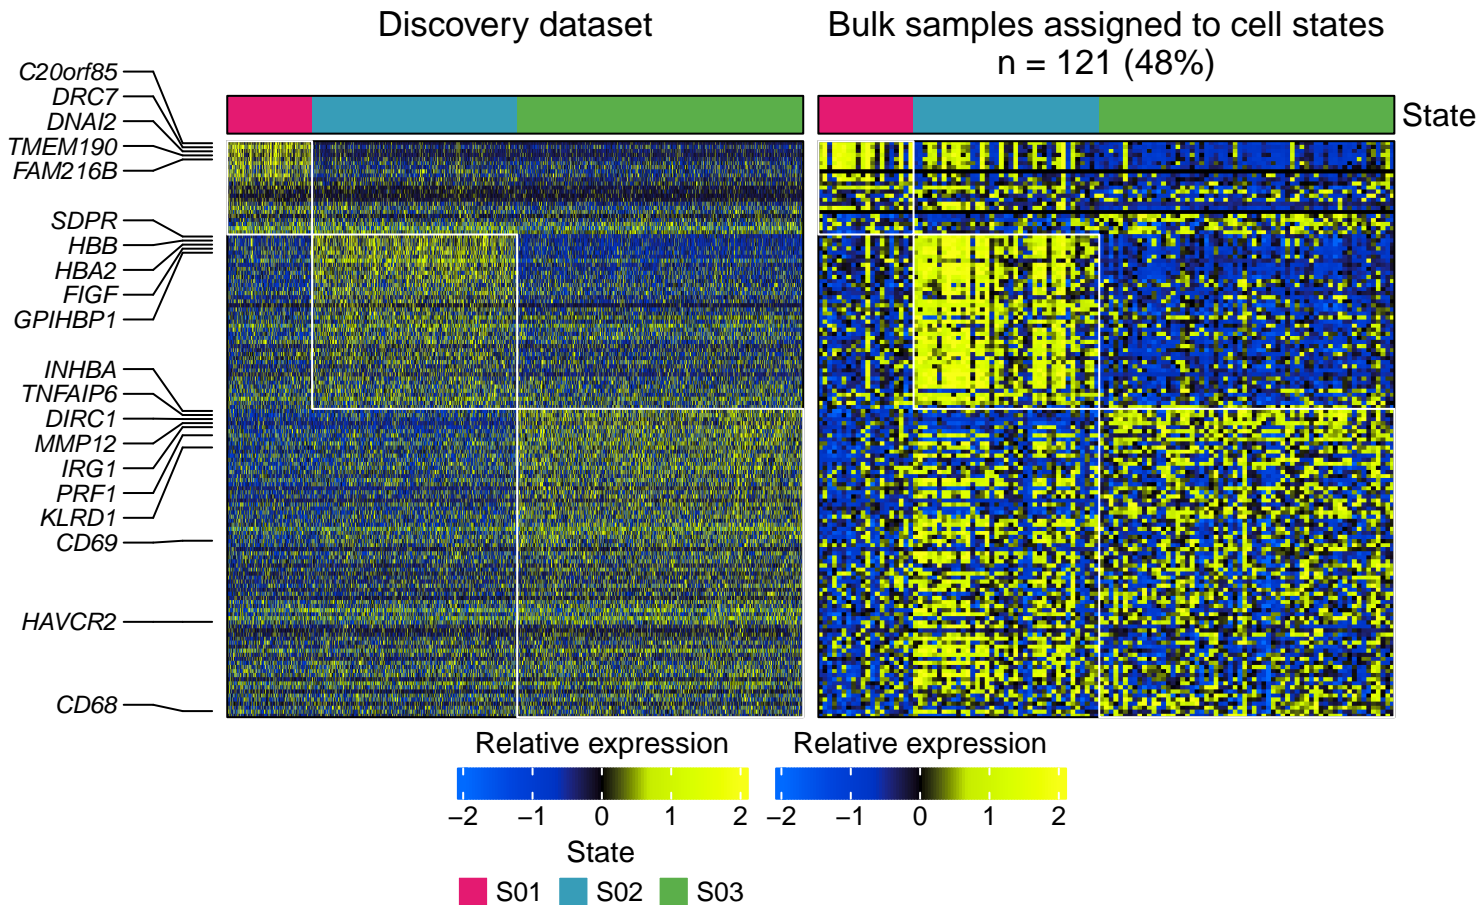 Discovery dataset
Bulk samples assigned to cell states
n = 121 (48%)
State
C20orf85
DRC7
DNAI2
TMEM190
FAM216B
SDPR
HBB
HBA2
FIGF
GPIHBP1
INHBA
TNFAIP6
DIRC1
MMP12
IRG1
PRF1
KLRD1
CD69
HAVCR2
CD68
Relative expression
−2 −1 0 1 2
Relative expression
−2 −1 0 1 2
State
S01 S02 S03